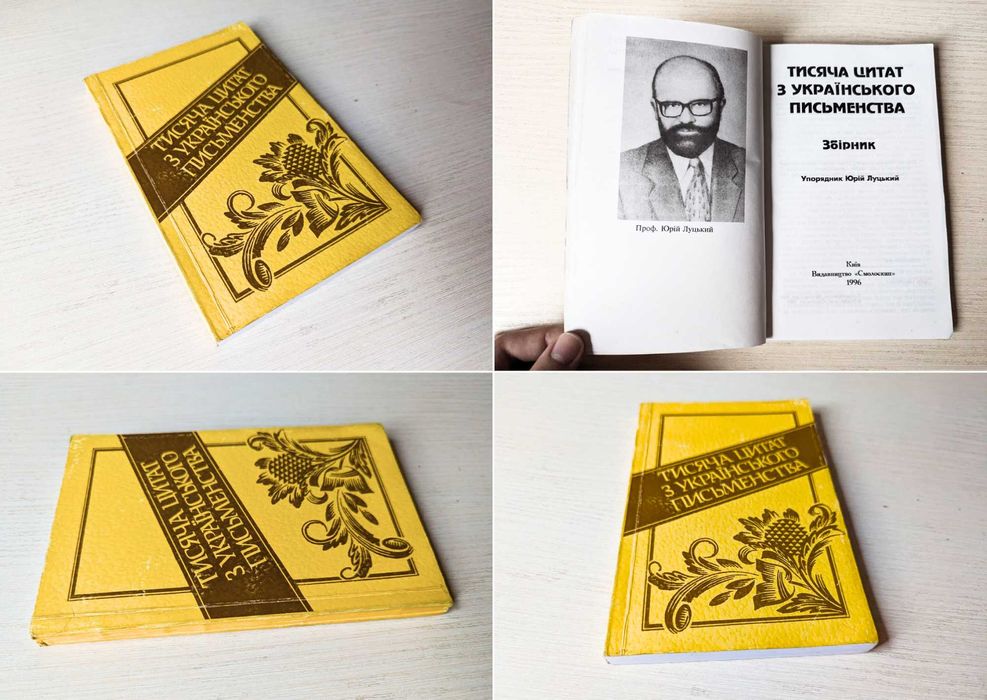 ТИСЯЧА ЦИТАТ
З УКРАЇНСЬКОГО
ПИСЬМЕНСТВА
Проф. Юрій Луцький
ТИСЯЧА ЦИТАТ
З УКРАЇНСЬКОГО
ПИСЬМЕНСТВА
Збірник
Упорядник Юрій Луцький
Київ
Видавництво «Смолоскип»
1996
ТИСЯЧА ЦИТАТ
З УКРАЇНСЬКОГО
ПИСЬМЕНСТВА
ТИСЯЧА ЦИТАТ
З УКРАЇНСЬКОГО
ПИСЬМЕНСТВА